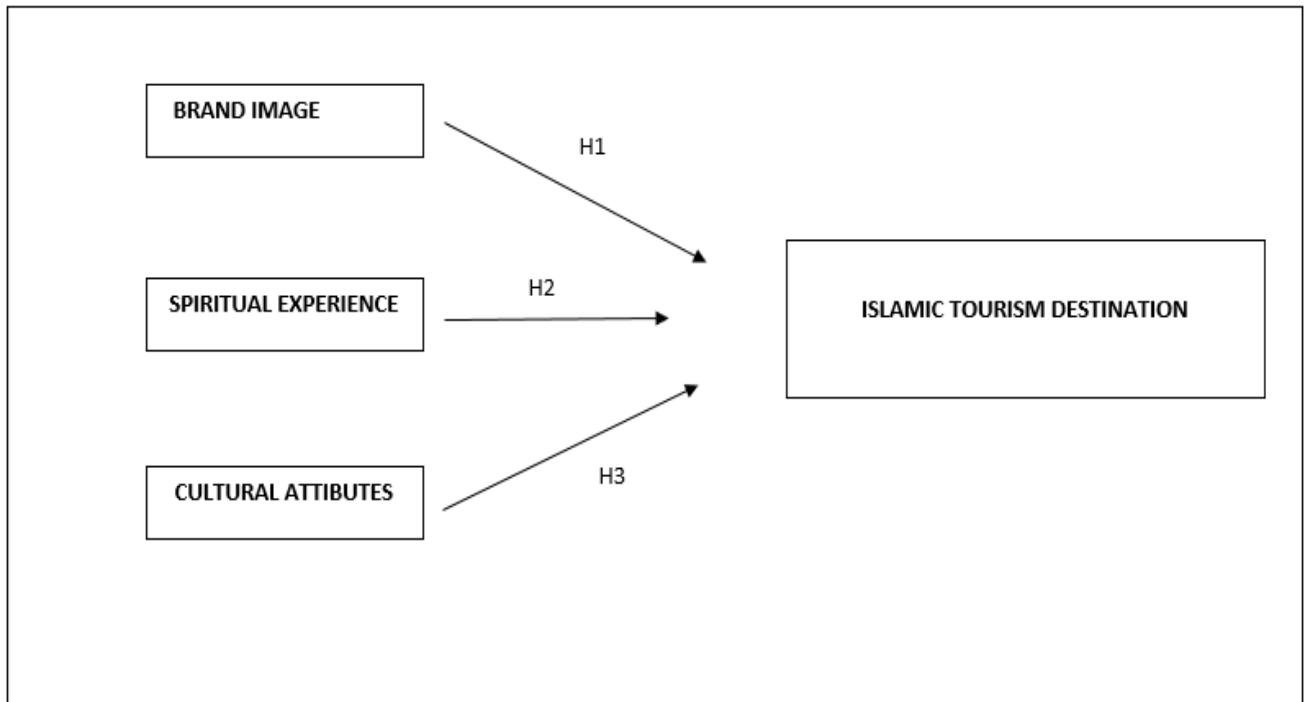 BRAND IMAGE
H1
SPIRITUAL EXPERIENCE
H2
ISLAMIC TOURISM DESTINATION
CULTURAL ATTIBUTES
H3